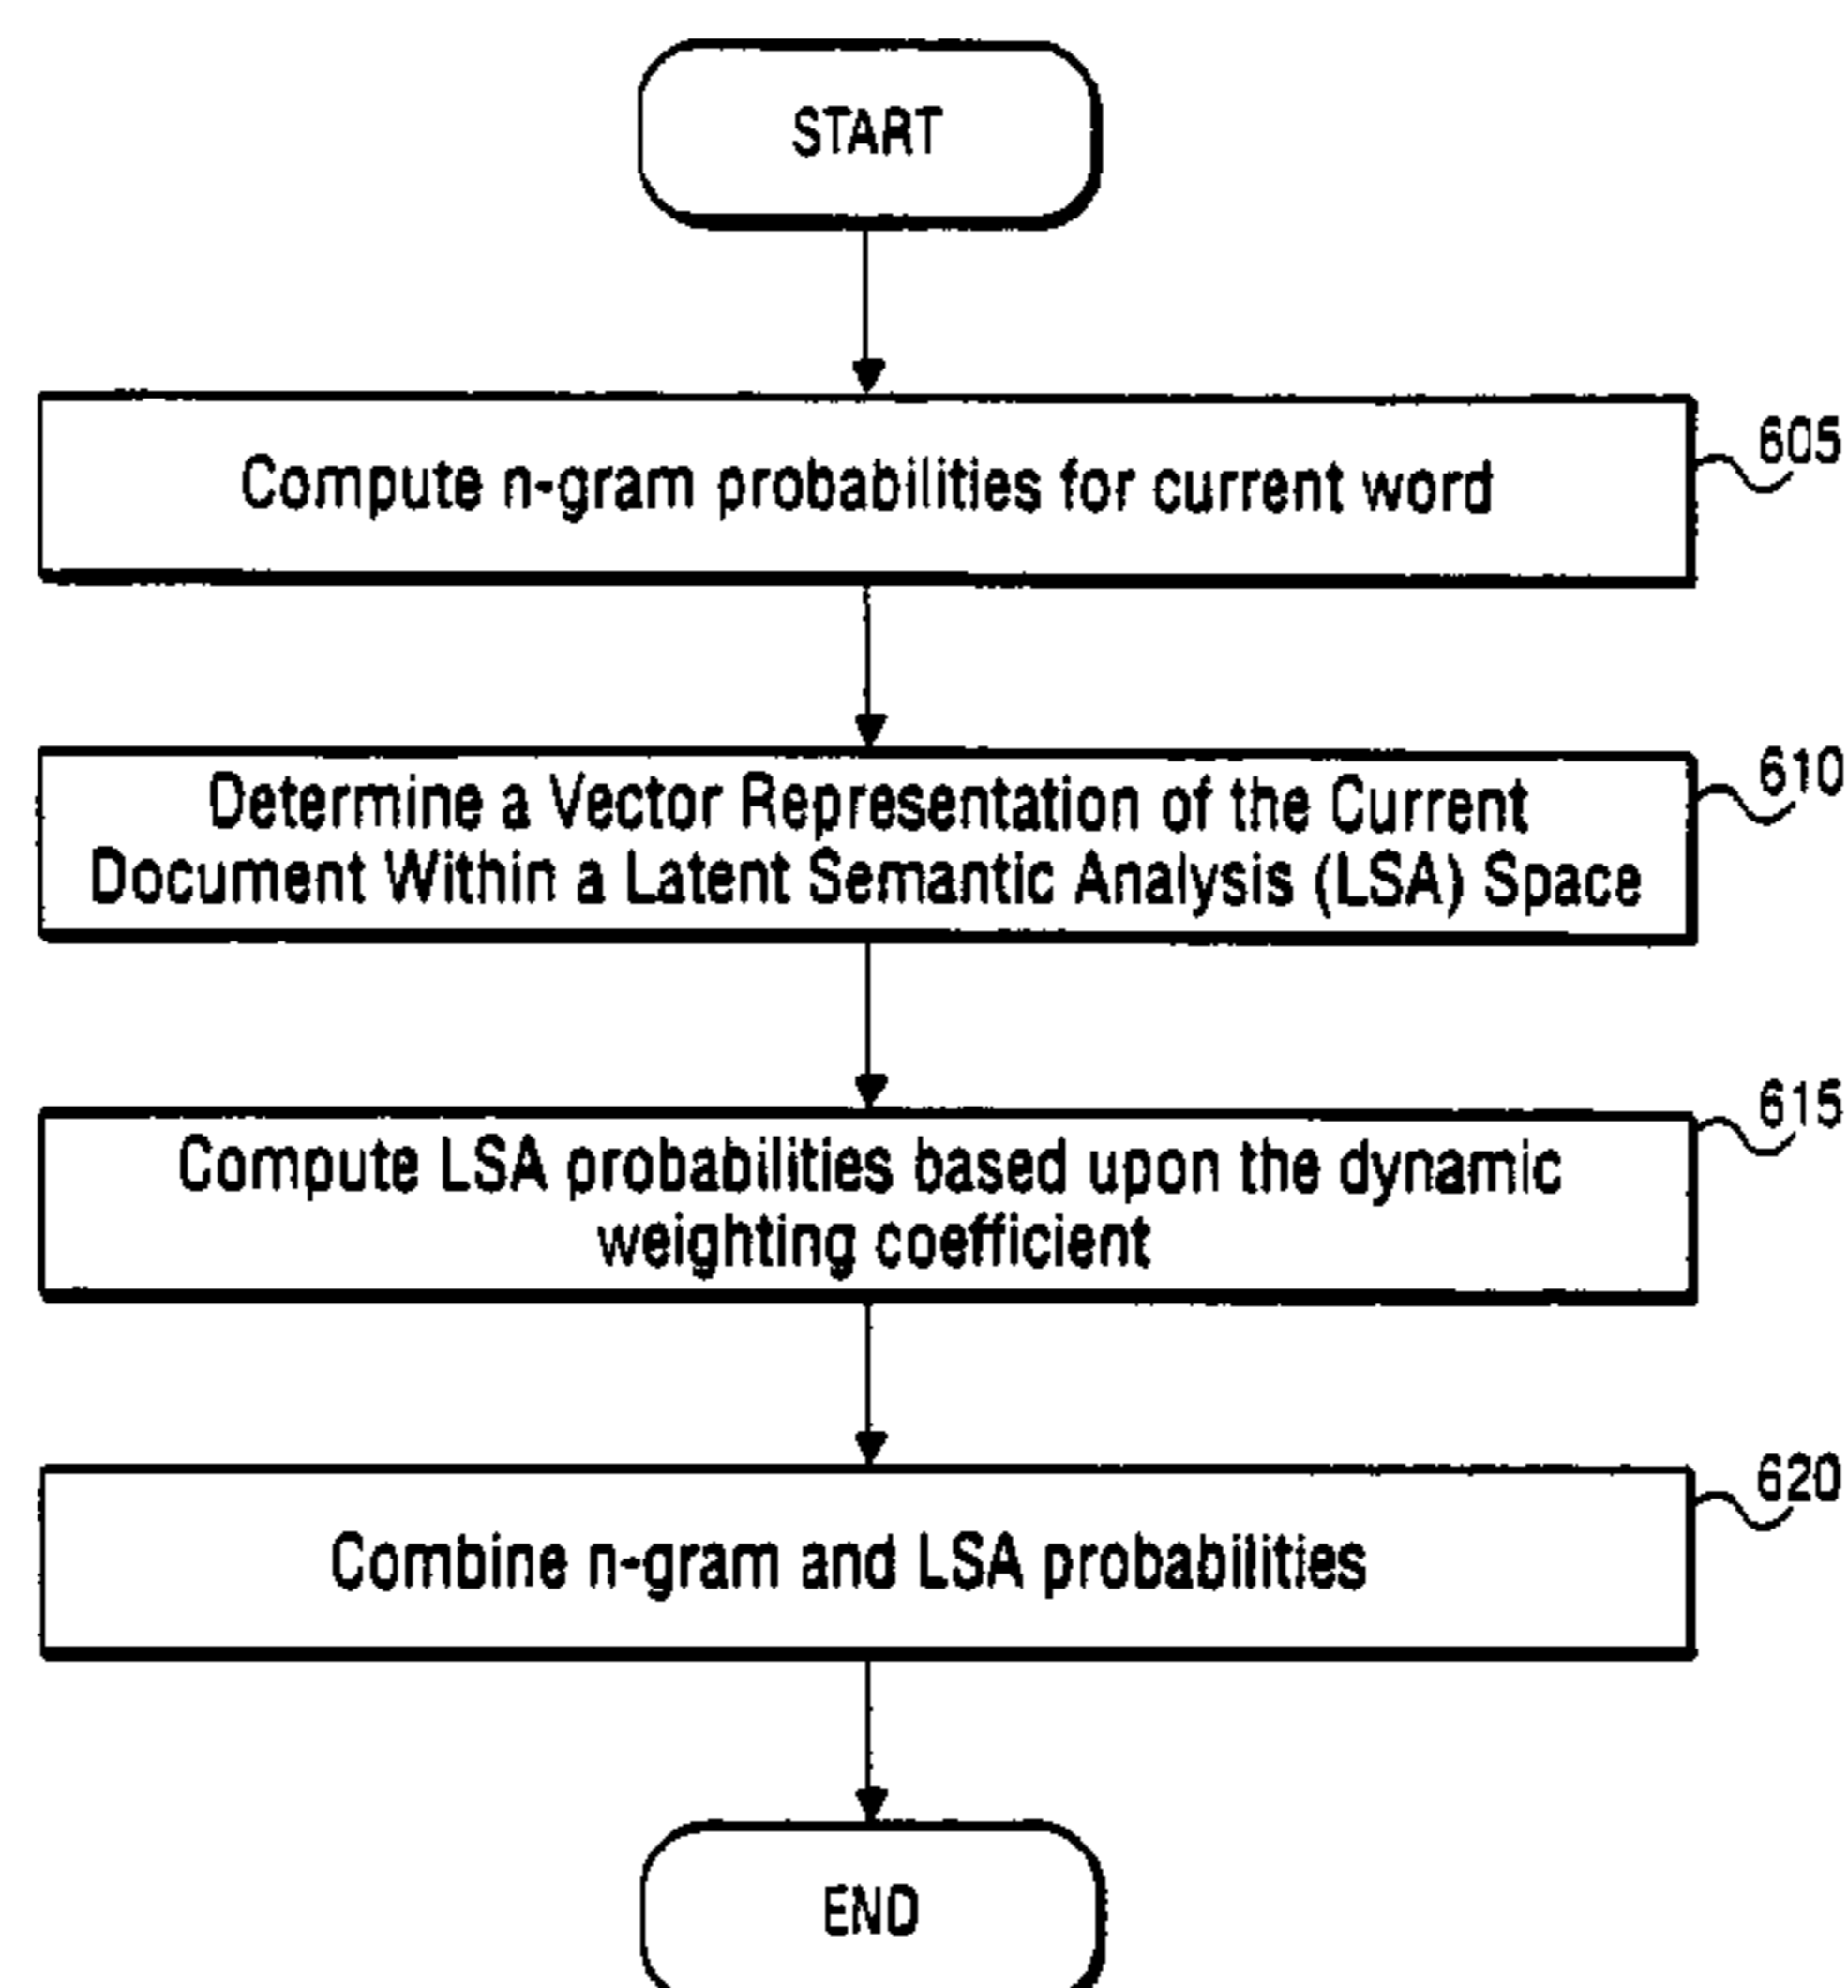 START
Compute n-gram probabilities for current word
605
Determine a Vector Representation of the Current
Document Within a Latent Semantic Analysis (LSA) Space
610
Compute LSA probabilities based upon the dynamic
weighting coefficient
615
Combine n-gram and LSA probabilities
620
END